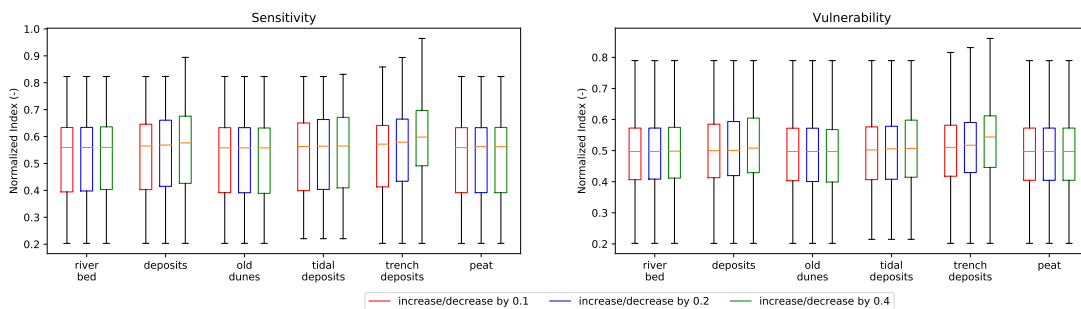 Sensitivity
Normalized Index (-)
1.0
0.9
0.8
0.7
0.6
0.5
0.4
0.3
0.2
river bed
deposits
old dunes
tidal deposits
trench deposits
peat
Vulnerability
Normalized Index (-)
0.8
0.7
0.6
0.5
0.4
0.3
0.2
river bed
deposits
old dunes
tidal deposits
trench deposits
peat
increase/decrease by 0.1
increase/decrease by 0.2
increase/decrease by 0.4